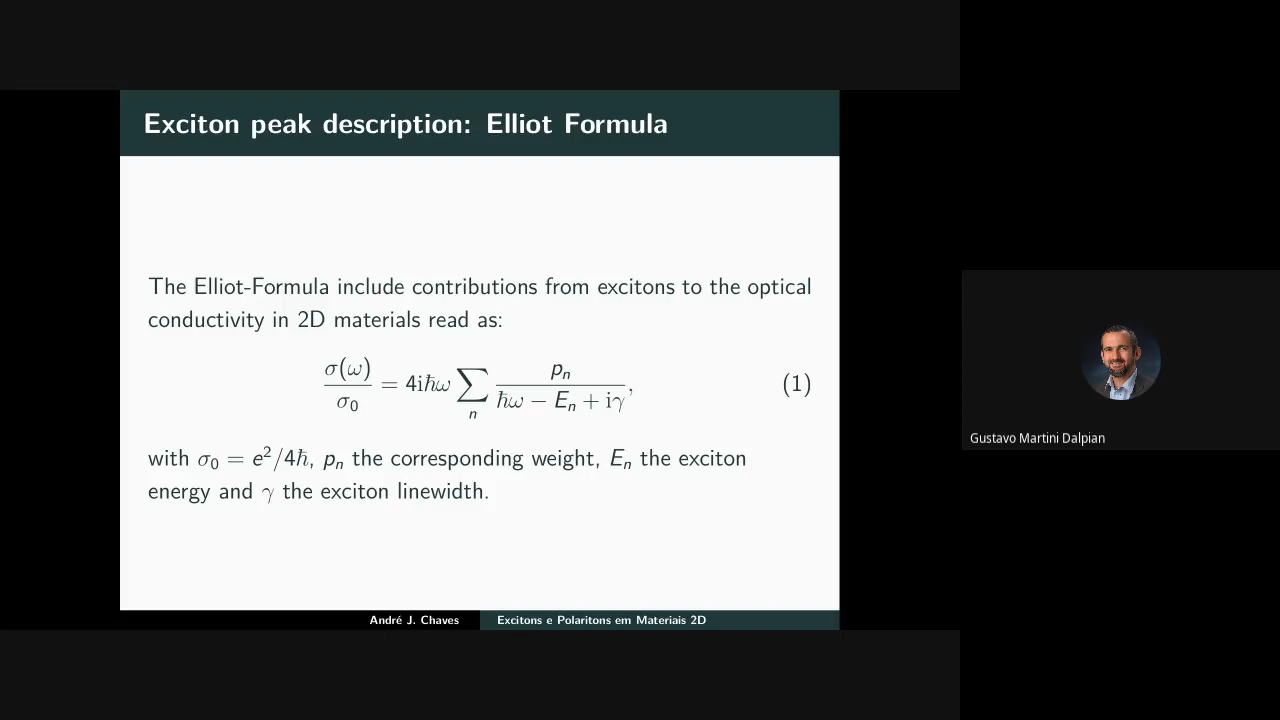 Exciton peak description: Elliot Formula
The Elliot-Formula include contributions from excitons to the optical
conductivity in 2D materials read as:
σ(ω)/σ₀ = 4iℏω ∑ₙ pₙ/(ℏω − Eₙ + iγ), (1)
with σ₀ = e²/4ℏ, pₙ the corresponding weight, Eₙ the exciton
energy and γ the exciton linewidth.
André J. Chaves
Excitons e Polaritons em Materiais 2D
Gustavo Martini Dalpian